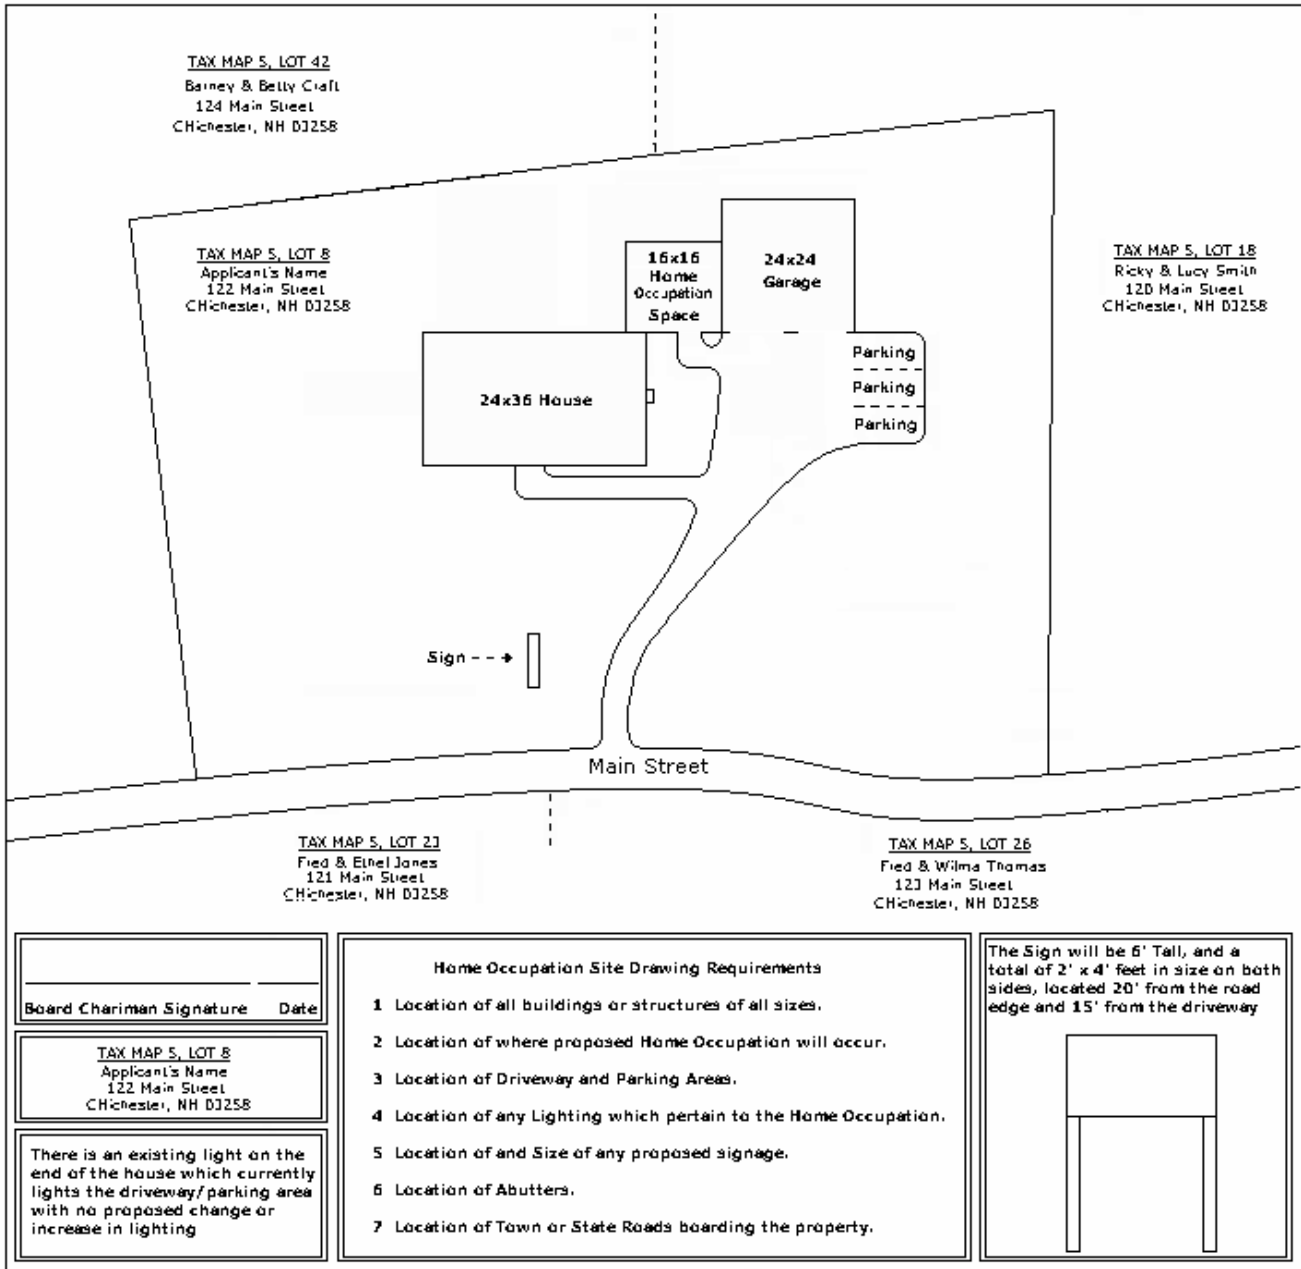 TAX MAP 5, LOT 42
Barney & Betty Craft
124 Main Street
CHichester, NH 03258
TAX MAP 5, LOT 8
Applicant's Name
122 Main Street
CHichester, NH 03258
16x16
Home
Occupation
Space
24x24
Garage
TAX MAP 5, LOT 18
Ricky & Lucy Smith
120 Main Street
CHichester, NH 03258
Parking
Parking
Parking
24x36 House
Sign
Main Street
TAX MAP 5, LOT 23
Fred & Ethel Jones
121 Main Street
CHichester, NH 03258
TAX MAP 5, LOT 26
Fred & Wilma Thomas
123 Main Street
CHichester, NH 03258
Board Chariman Signature Date
TAX MAP 5, LOT 8
Applicant's Name
122 Main Street
CHichester, NH 03258
There is an existing light on the
end of the house which currently
lights the driveway/parking area
with no proposed change or
increase in lighting
Home Occupation Site Drawing Requirements
1 Location of all buildings or structures of all sizes.
2 Location of where proposed Home Occupation will occur.
3 Location of Driveway and Parking Areas.
4 Location of any Lighting which pertain to the Home Occupation.
5 Location of and Size of any proposed signage.
6 Location of Abutters.
7 Location of Town or State Roads boarding the property.
The Sign will be 6' Tall, and a
total of 2' x 4' feet in size on both
sides, located 20' from the road
edge and 15' from the driveway